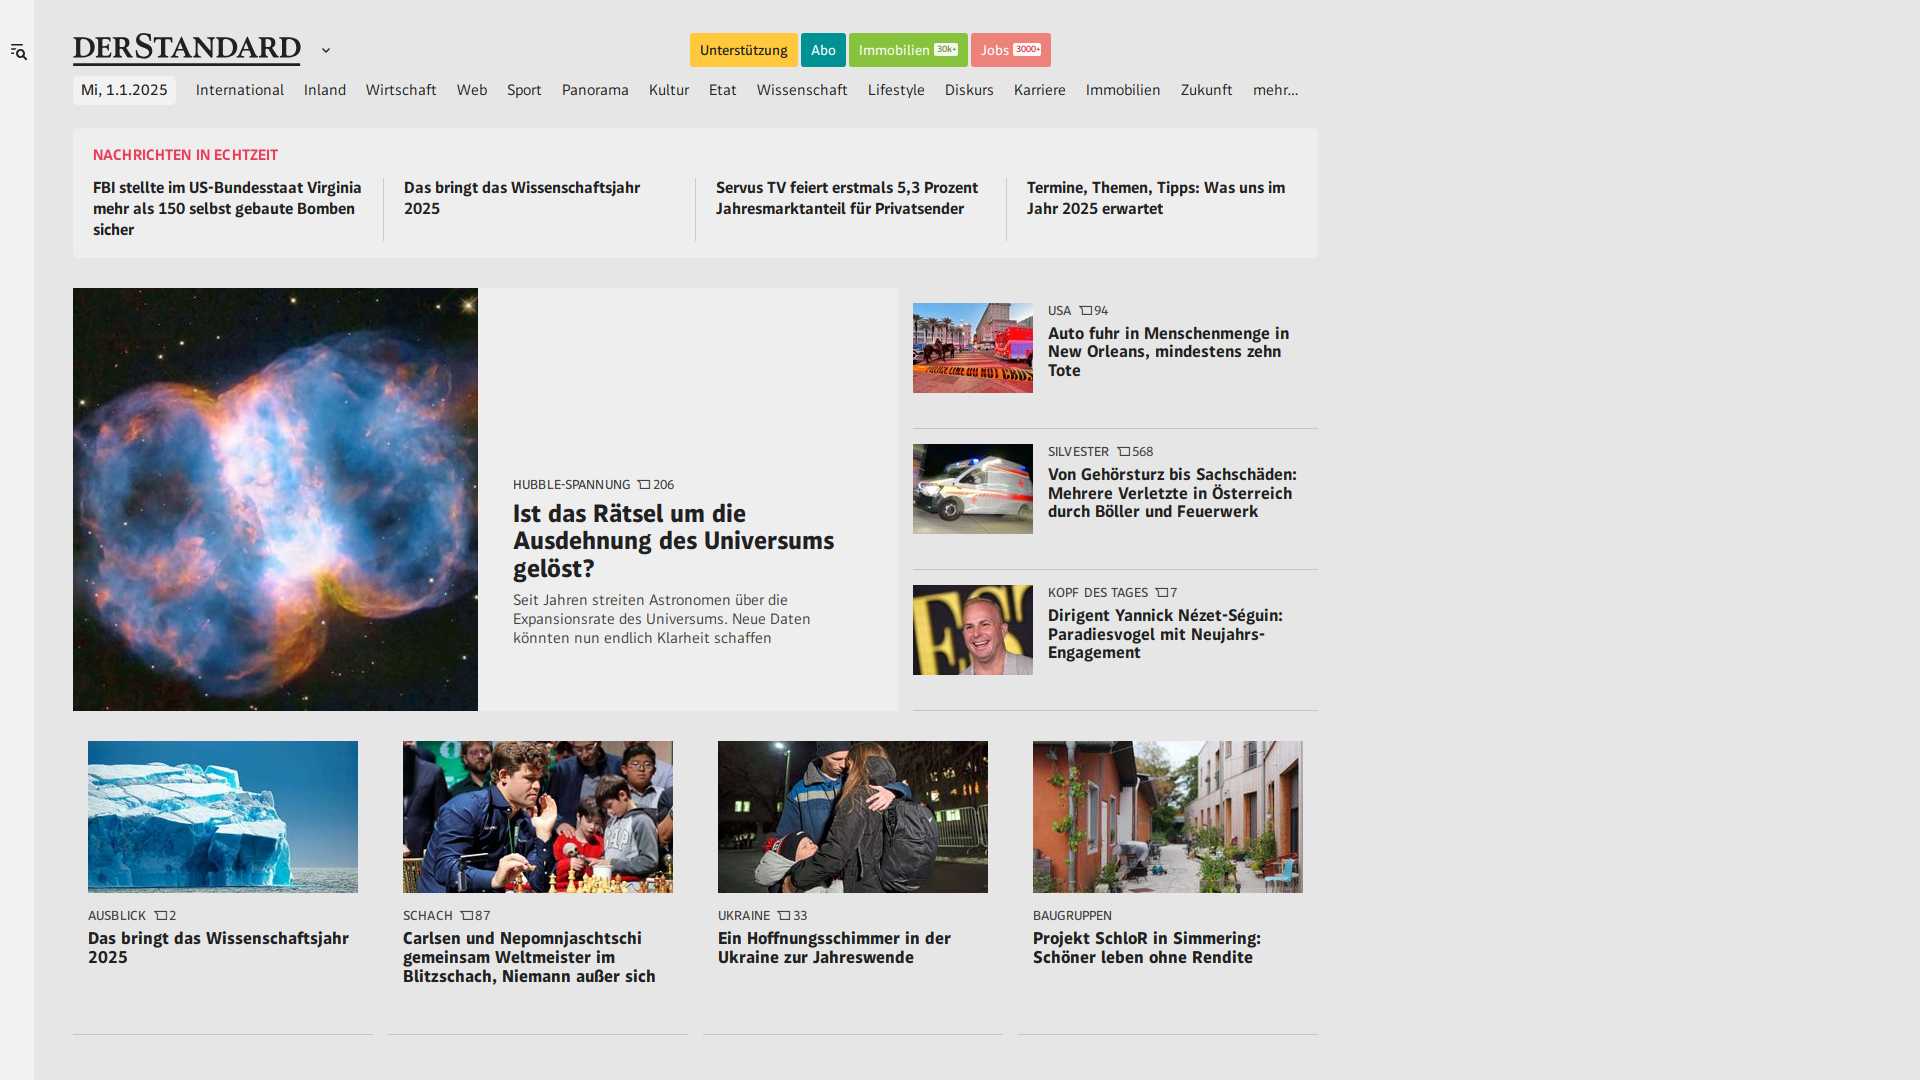 DERSTANDARD
Unterstützung
Abo
Immobilien 30k+
Jobs 3000+
Mi, 1.1.2025
International
Inland
Wirtschaft
Web
Sport
Panorama
Kultur
Etat
Wissenschaft
Lifestyle
Diskurs
Karriere
Immobilien
Zukunft
mehr...
NACHRICHTEN IN ECHTZEIT
FBI stellte im US-Bundesstaat Virginia
mehr als 150 selbst gebaute Bomben
sicher
Das bringt das Wissenschaftsjahr
2025
Servus TV feiert erstmals 5,3 Prozent
Jahresmarktanteil für Privatsender
Termine, Themen, Tipps: Was uns im
Jahr 2025 erwartet
HUBBLE-SPANNUNG 206
Ist das Rätsel um die
Ausdehnung des Universums
gelöst?
Seit Jahren streiten Astronomen über die
Expansionsrate des Universums. Neue Daten
könnten nun endlich Klarheit schaffen
USA 94
Auto fuhr in Menschenmenge in
New Orleans, mindestens zehn
Tote
POLICE LINE DO NOT CROSS
SILVESTER 568
Von Gehörsturz bis Sachschäden:
Mehrere Verletzte in Österreich
durch Böller und Feuerwerk
KOPF DES TAGES 7
Dirigent Yannick Nézet-Séguin:
Paradiesvogel mit Neujahrs-
Engagement
AUSBLICK 2
Das bringt das Wissenschaftsjahr
2025
SCHACH 87
Carlsen und Nepomnjaschtschi
gemeinsam Weltmeister im
Blitzschach, Niemann außer sich
UKRAINE 33
Ein Hoffnungsschimmer in der
Ukraine zur Jahreswende
BAUGRUPPEN
Projekt SchloR in Simmering:
Schöner leben ohne Rendite